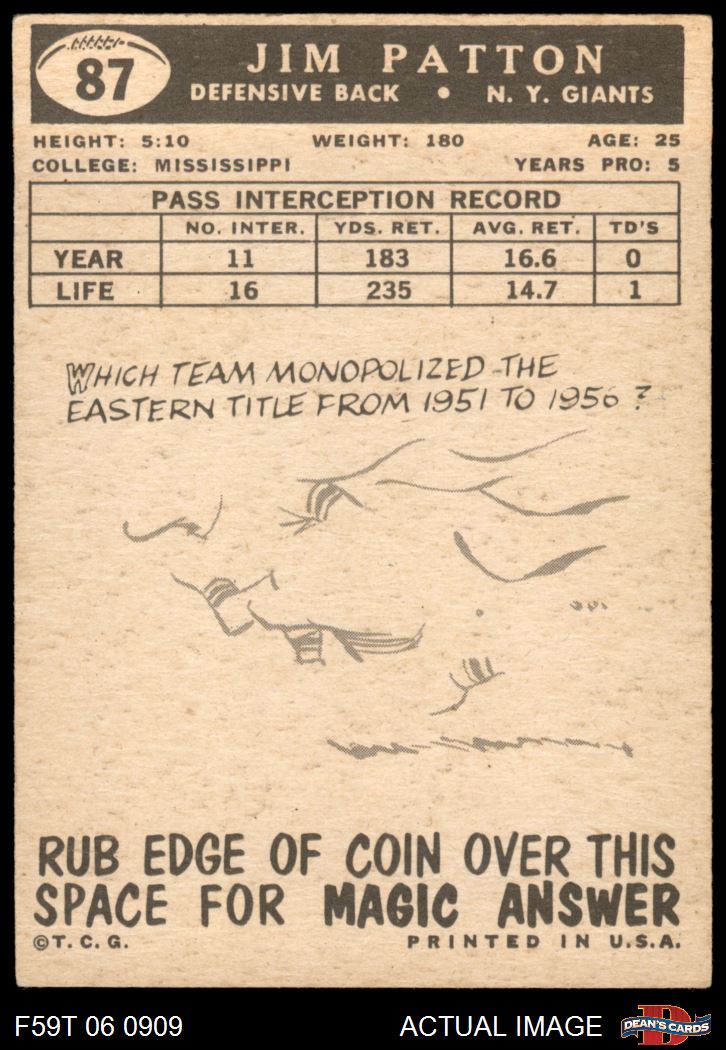 87
JIM PATTON
DEFENSIVE BACK • N. Y. GIANTS
HEIGHT: 5:10 WEIGHT: 180 AGE: 25
COLLEGE: MISSISSIPPI YEARS PRO: 5
PASS INTERCEPTION RECORD
NO. INTER. YDS. RET. AVG. RET. TD'S
YEAR 11 183 16.6 0
LIFE 16 235 14.7 1
WHICH TEAM MONOPOLIZED THE
EASTERN TITLE FROM 1951 TO 1956?
RUB EDGE OF COIN OVER THIS
SPACE FOR MAGIC ANSWER
©T. C. G. PRINTED IN U.S.A.
F59T 06 0909 ACTUAL IMAGE D DEAN'S CARDS